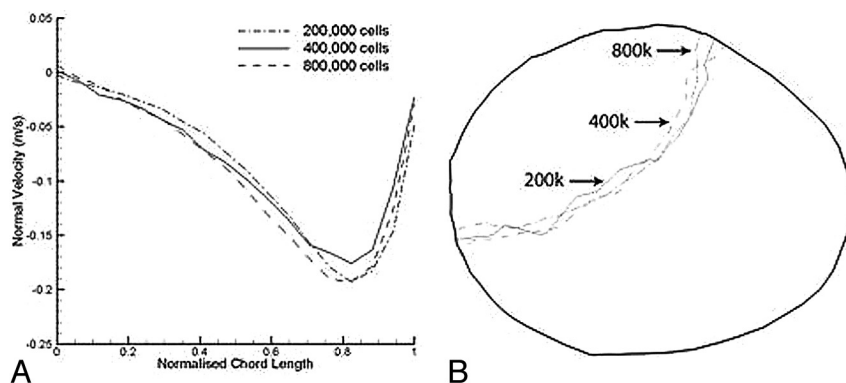 0.05
0
-0.05
-0.1
-0.15
-0.2
-0.25
Normal Velocity (m/s)
200,000 cells
400,000 cells
800,000 cells
0
0.2
0.4
0.6
0.8
1
Normalised Chord Length
A
800k
400k
200k
B